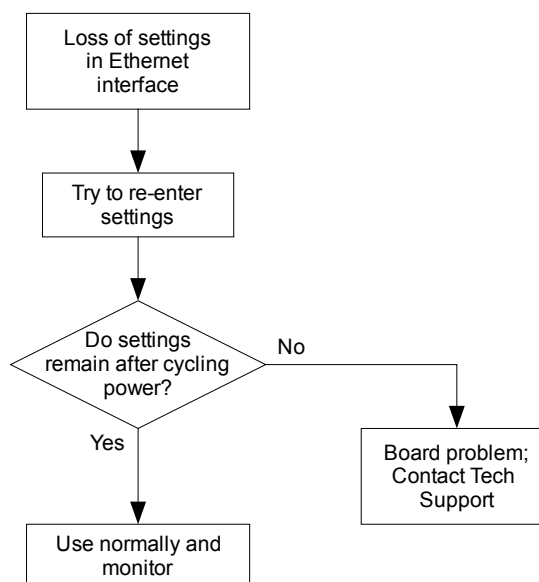 Loss of settings
in Ethernet
interface
Try to re-enter
settings
Do settings
remain after cycling
power?
No
Yes
Board problem;
Contact Tech
Support
Use normally and
monitor